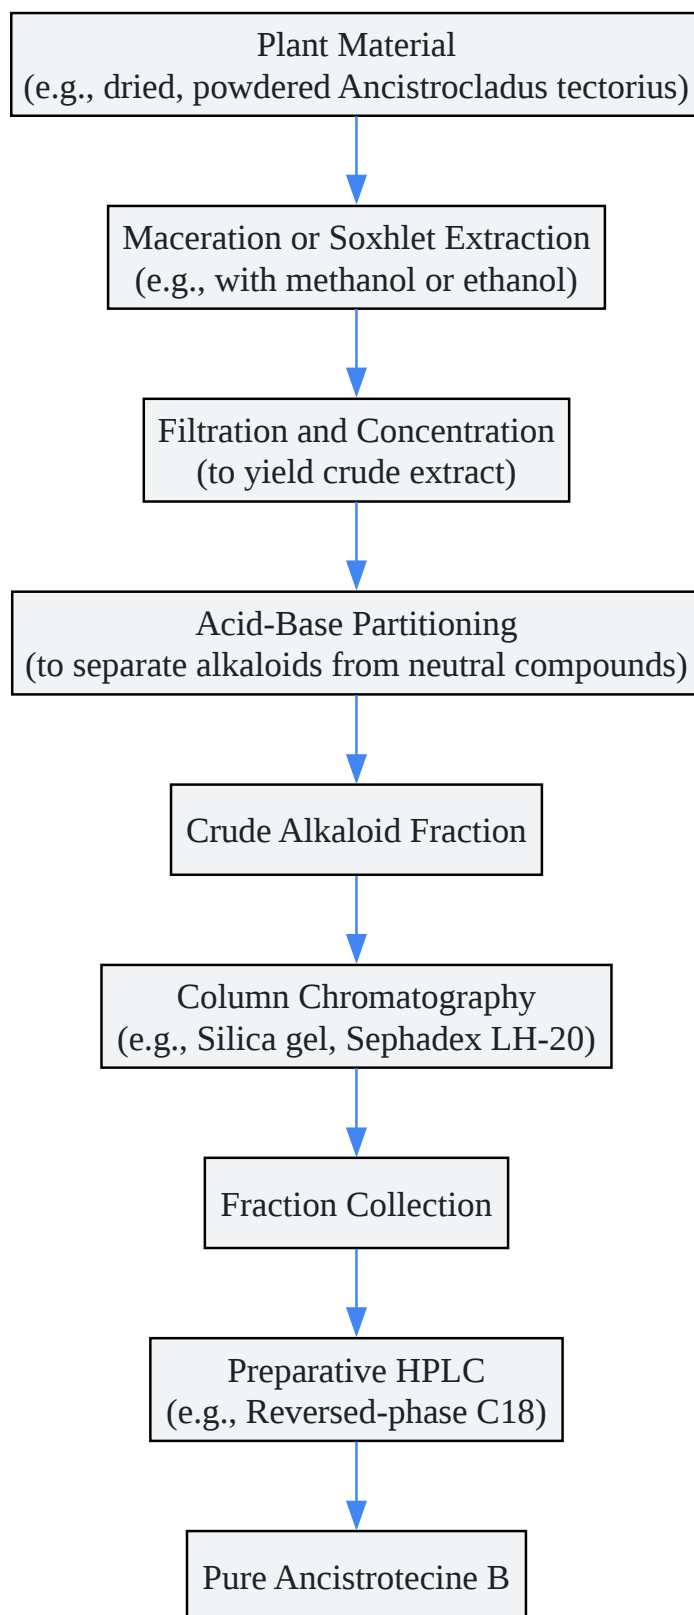 Plant Material
(e.g., dried, powdered Ancistrocladus tectorius)
Maceration or Soxhlet Extraction
(e.g., with methanol or ethanol)
Filtration and Concentration
(to yield crude extract)
Acid-Base Partitioning
(to separate alkaloids from neutral compounds)
Crude Alkaloid Fraction
Column Chromatography
(e.g., Silica gel, Sephadex LH-20)
Fraction Collection
Preparative HPLC
(e.g., Reversed-phase C18)
Pure Ancistrotecine B